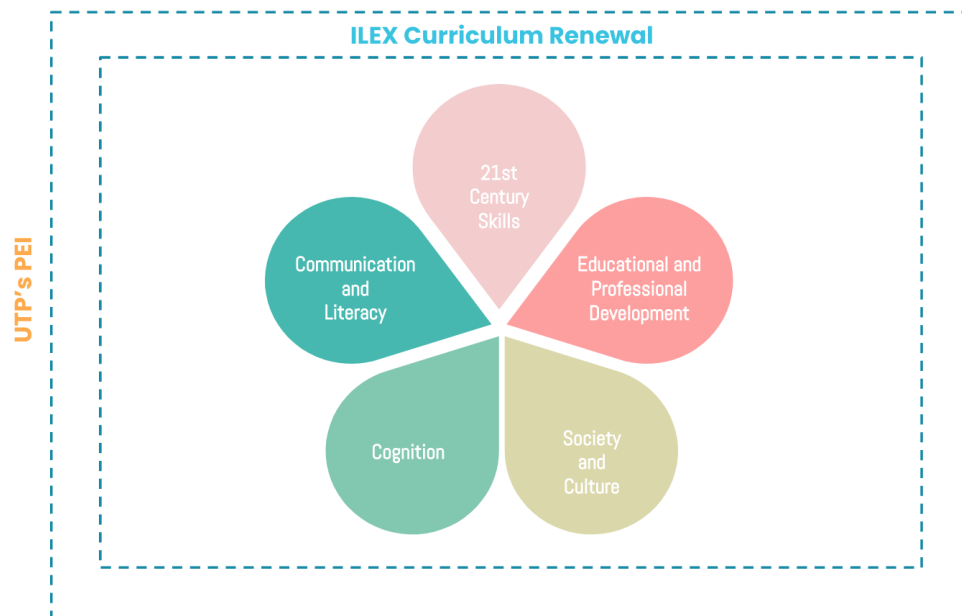 ILEX Curriculum Renewal
UTP's PEI
21st
Century
Skills
Communication
and
Literacy
Educational and
Professional
Development
Cognition
Society
and
Culture